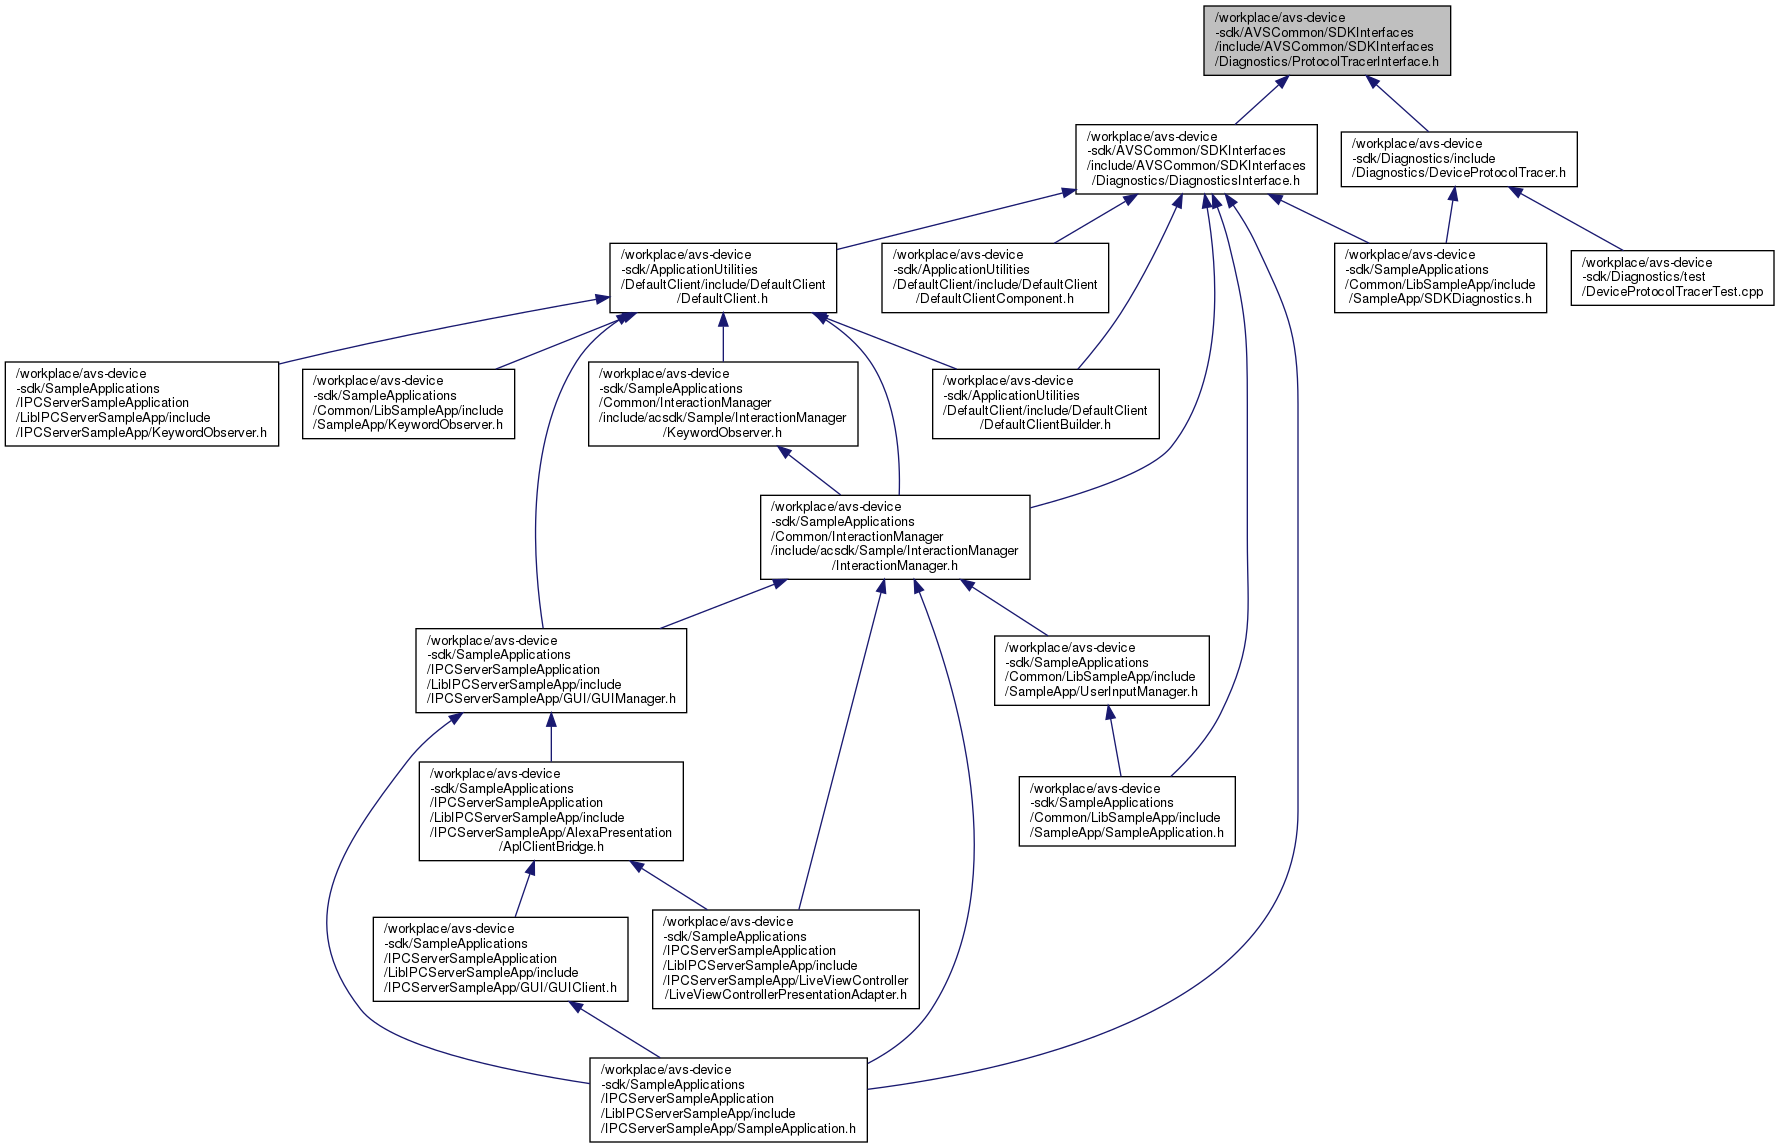 /workplace/avs-device
-sdk/AVSCommon/SDKInterfaces
/include/AVSCommon/SDKInterfaces
/Diagnostics/ProtocolTracerInterface.h
/workplace/avs-device
-sdk/AVSCommon/SDKInterfaces
/include/AVSCommon/SDKInterfaces
/Diagnostics/DiagnosticsInterface.h
/workplace/avs-device
-sdk/Diagnostics/include
/Diagnostics/DeviceProtocolTracer.h
/workplace/avs-device
-sdk/ApplicationUtilities
/DefaultClient/include/DefaultClient
/DefaultClient.h
/workplace/avs-device
-sdk/ApplicationUtilities
/DefaultClient/include/DefaultClient
/DefaultClientComponent.h
/workplace/avs-device
-sdk/SampleApplications
/Common/LibSampleApp/include
/SampleApp/SDKDiagnostics.h
/workplace/avs-device
-sdk/Diagnostics/test
/DeviceProtocolTracerTest.cpp
/workplace/avs-device
-sdk/SampleApplications
/IPCServerSampleApplication
/LibIPCServerSampleApp/include
/IPCServerSampleApp/KeywordObserver.h
/workplace/avs-device
-sdk/SampleApplications
/Common/LibSampleApp/include
/SampleApp/KeywordObserver.h
/workplace/avs-device
-sdk/SampleApplications
/Common/InteractionManager
/include/acsdk/Sample/InteractionManager
/KeywordObserver.h
/workplace/avs-device
-sdk/ApplicationUtilities
/DefaultClient/include/DefaultClient
/DefaultClientBuilder.h
/workplace/avs-device
-sdk/SampleApplications
/Common/InteractionManager
/include/acsdk/Sample/InteractionManager
/InteractionManager.h
/workplace/avs-device
-sdk/SampleApplications
/IPCServerSampleApplication
/LibIPCServerSampleApp/include
/IPCServerSampleApp/GUI/GUIManager.h
/workplace/avs-device
-sdk/SampleApplications
/Common/LibSampleApp/include
/SampleApp/UserInputManager.h
/workplace/avs-device
-sdk/SampleApplications
/IPCServerSampleApplication
/LibIPCServerSampleApp/include
/IPCServerSampleApp/AlexaPresentation
/AplClientBridge.h
/workplace/avs-device
-sdk/SampleApplications
/Common/LibSampleApp/include
/SampleApp/SampleApplication.h
/workplace/avs-device
-sdk/SampleApplications
/IPCServerSampleApplication
/LibIPCServerSampleApp/include
/IPCServerSampleApp/GUI/GUIClient.h
/workplace/avs-device
-sdk/SampleApplications
/IPCServerSampleApplication
/LibIPCServerSampleApp/include
/IPCServerSampleApp/LiveViewController
/LiveViewControllerPresentationAdapter.h
/workplace/avs-device
-sdk/SampleApplications
/IPCServerSampleApplication
/LibIPCServerSampleApp/include
/IPCServerSampleApp/SampleApplication.h